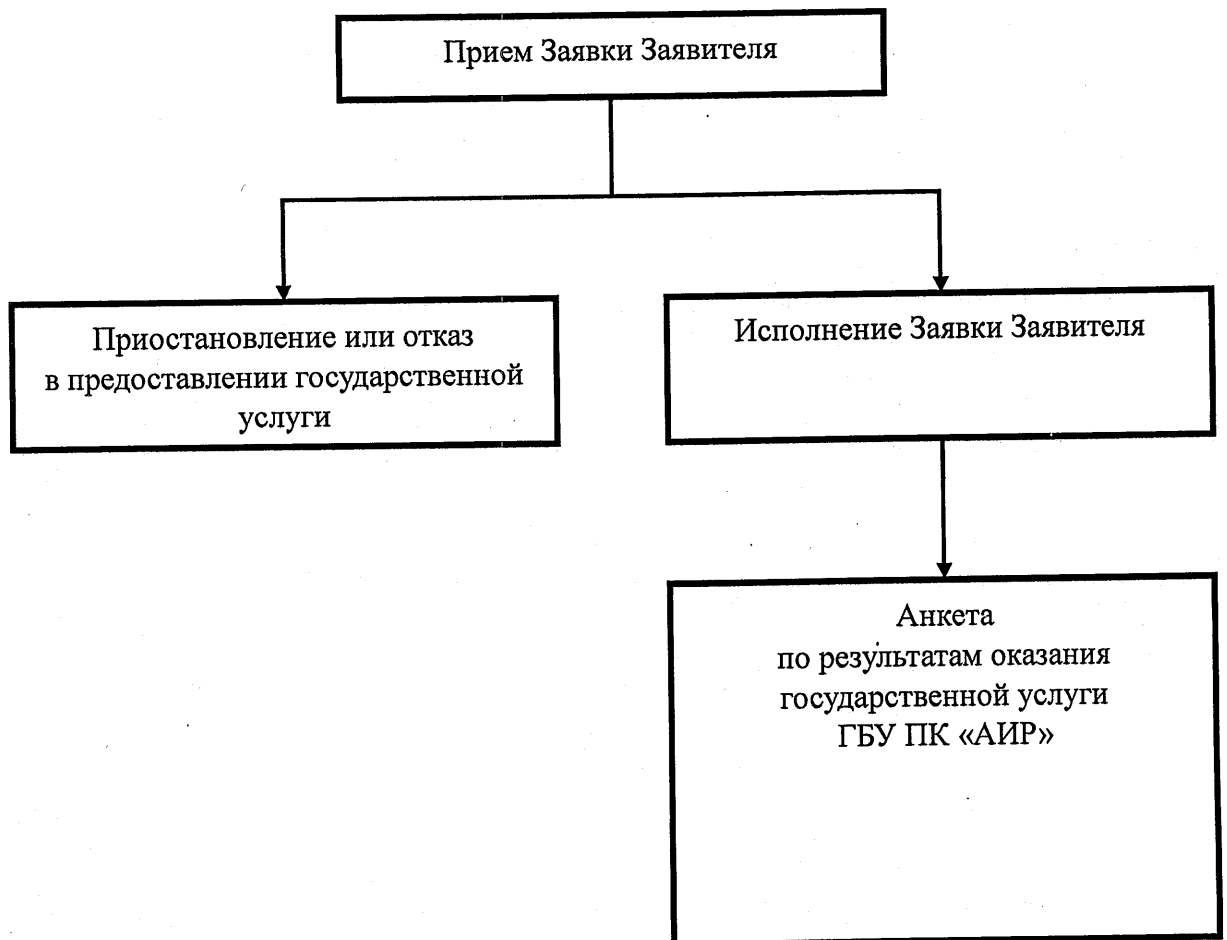 Прием Заявки Заявителя
Приостановление или отказ
в предоставлении государственной
услуги
Исполнение Заявки Заявителя
Анкета
по результатам оказания
государственной услуги
ГБУ ПК «АИР»